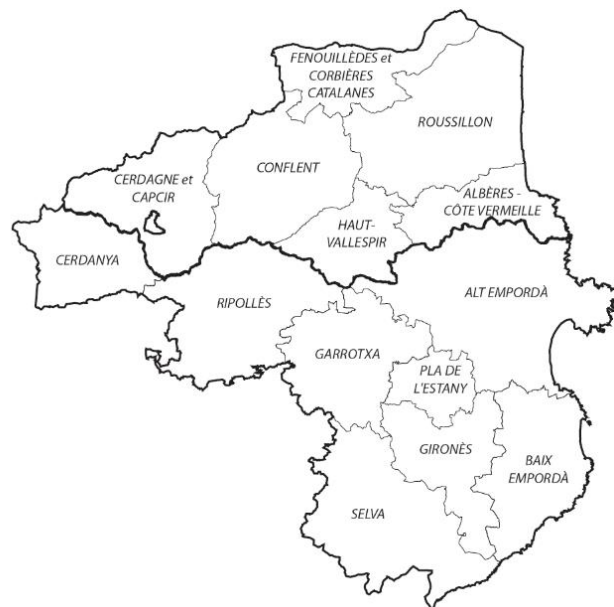 FENOUILLÈDES et
CORBIÈRES
CATALANES
ROUSSILLON
CONFLENT
CERDAGNE et
CAPCIR
ALBÈRES -
CÔTE VERMEILLE
HAUT-
VALLESPIR
CERDANYA
RIPOLLÈS
ALT EMPORDÀ
GARROTXA
PLA DE
L'ESTANY
GIRONÈS
BAIX
EMPORDÀ
SELVA